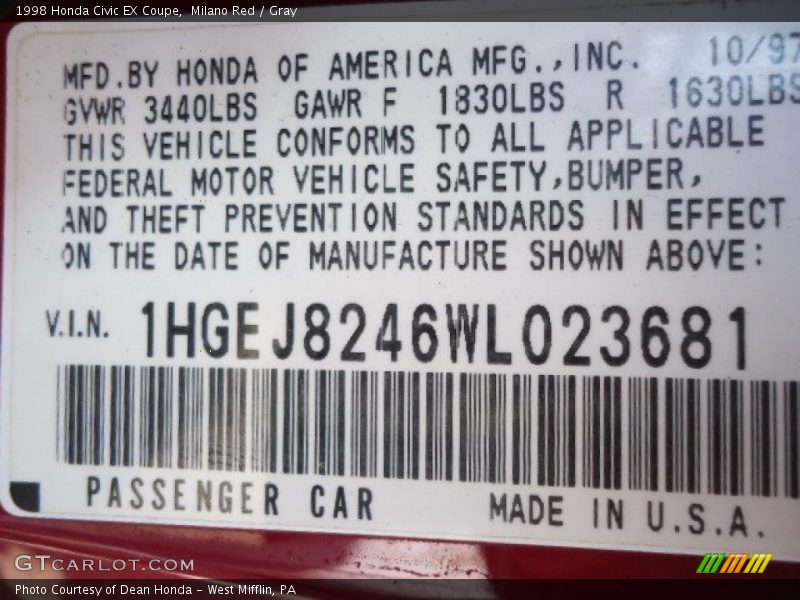 1998 Honda Civic EX Coupe,  Milano Red / Gray
MFD.BY HONDA OF AMERICA MFG.,INC. 10/97
GVWR 3440LBS GAWR F 1830LBS R 1630LBS
THIS VEHICLE CONFORMS TO ALL APPLICABLE
FEDERAL MOTOR VEHICLE SAFETY,BUMPER,
AND THEFT PREVENTION STANDARDS IN EFFECT
ON THE DATE OF MANUFACTURE SHOWN ABOVE:
V.I.N. 1HGEJ8246WL023681
PASSENGER CAR MADE IN U.S.A.
GTCARLOT.COM
Photo Courtesy of Dean Honda - West Mifflin, PA